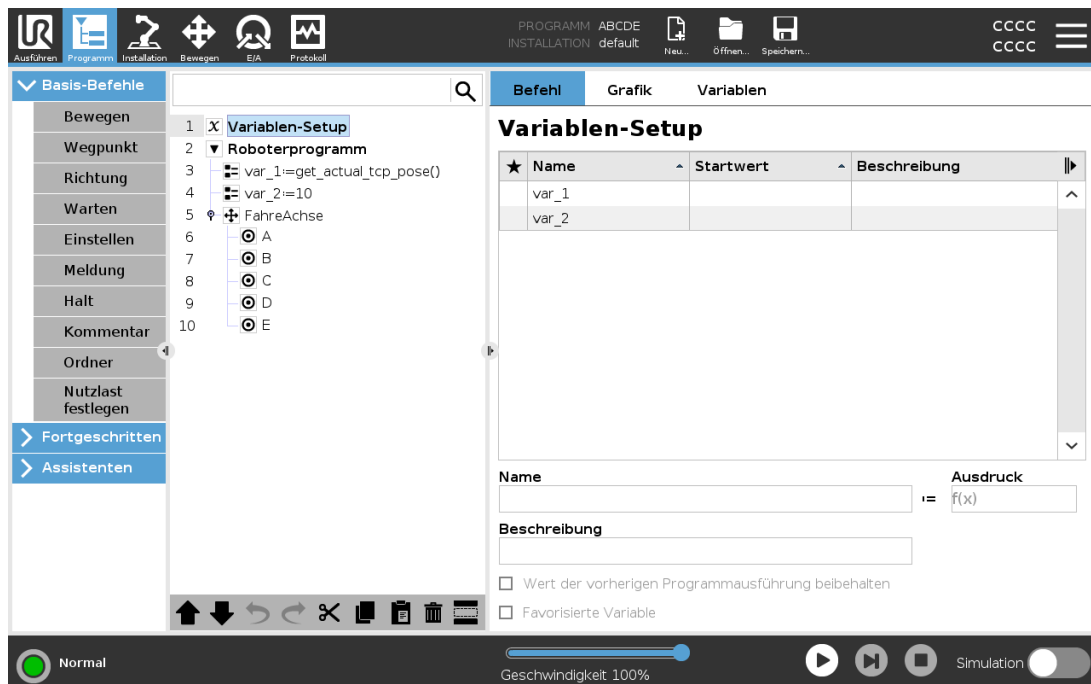 PROGRAMM ABCDE
INSTALLATION default
CCCC
CCCC
Ausführen Programm Installation Bewegen E/A Protokoll Neu... Öffnen... Speichern...
Basis-Befehle
Bewegen
Wegpunkt
Richtung
Warten
Einstellen
Meldung
Halt
Kommentar
Ordner
Nutzlast
festlegen
Fortgeschritten
Assistenten
1 x Variablen-Setup
2 Roboterprogramm
3 var_1:=get_actual_tcp_pose()
4 var_2:=10
5 FahreAchse
6 A
7 B
8 C
9 D
10 E
Befehl Grafik Variablen
Variablen-Setup
Name Startwert Beschreibung
var_1
var_2
Name Ausdruck
:= f(x)
Beschreibung
Wert der vorherigen Programmausführung beibehalten
Favorisierte Variable
Normal
Geschwindigkeit 100%
Simulation